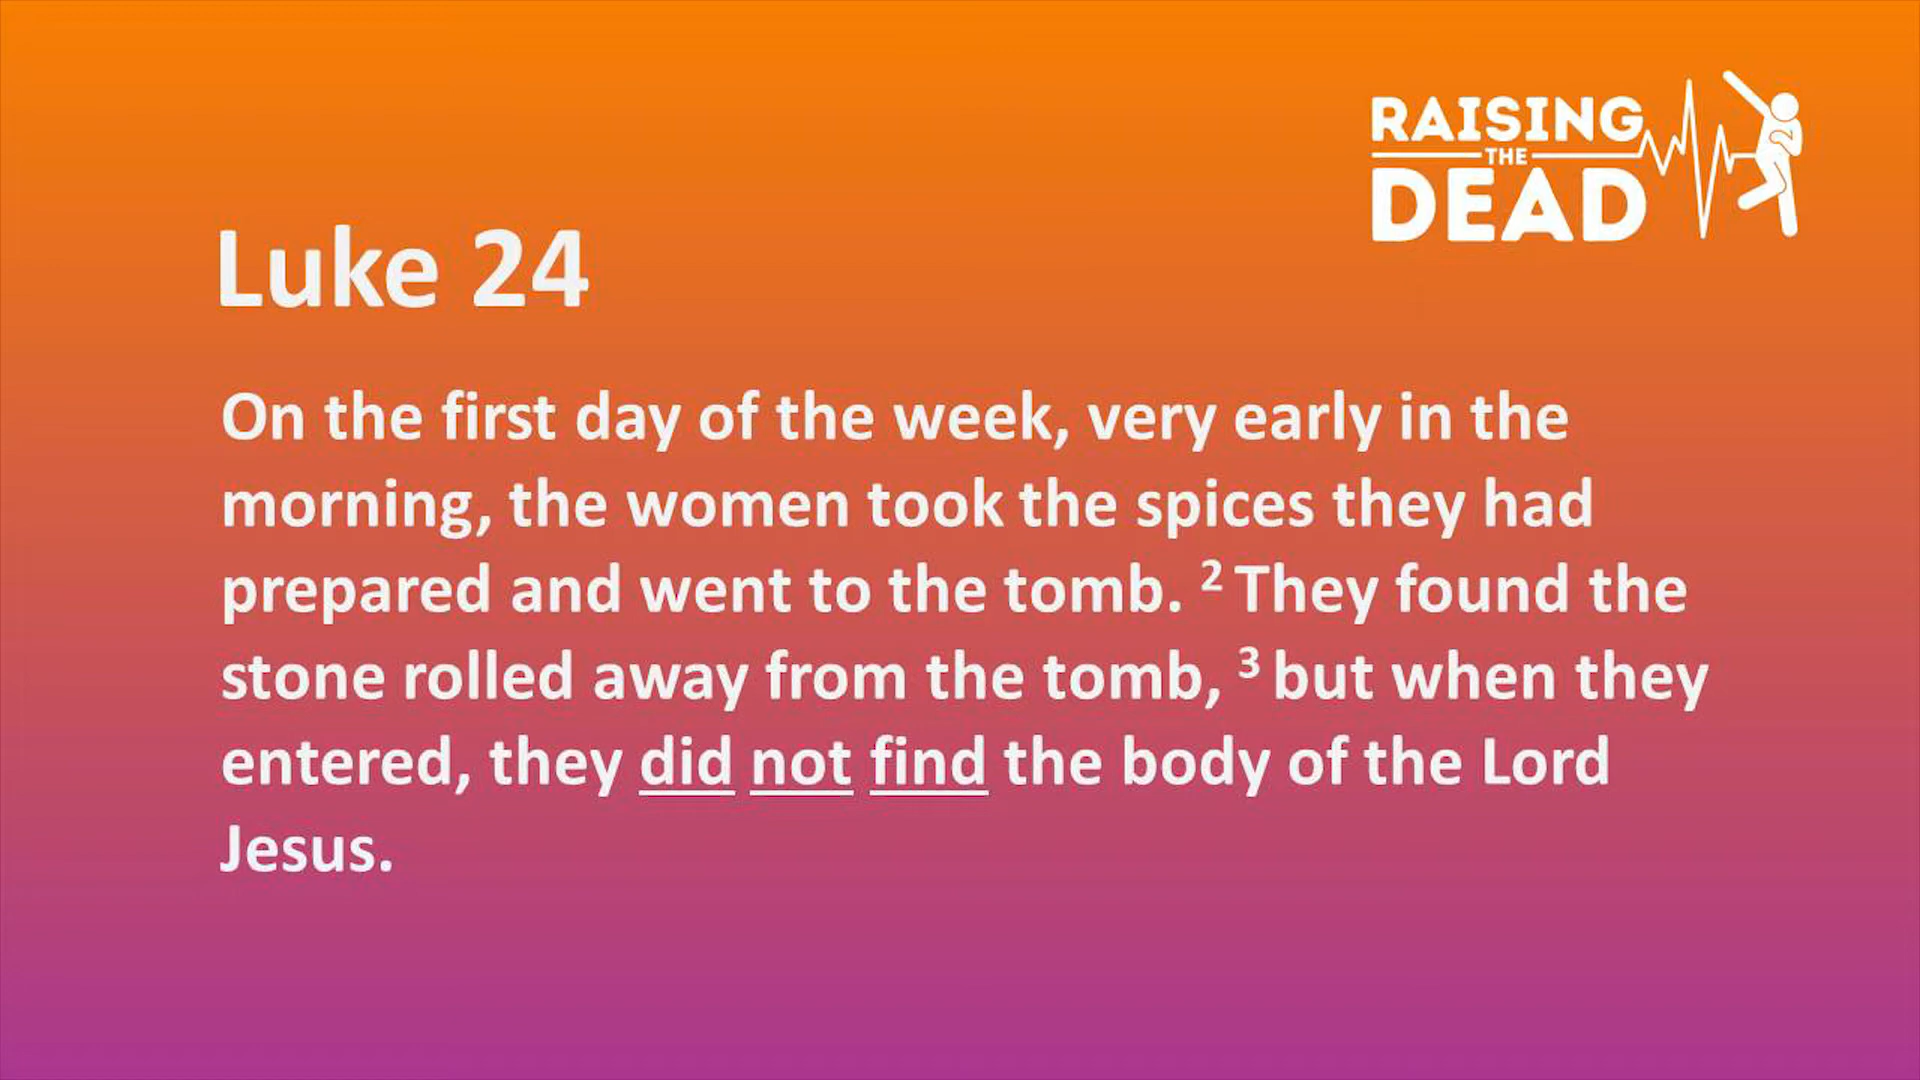 RAISING
THE
DEAD
Luke 24
On the first day of the week, very early in the
morning, the women took the spices they had
prepared and went to the tomb. ² They found the
stone rolled away from the tomb, ³ but when they
entered, they did not find the body of the Lord
Jesus.